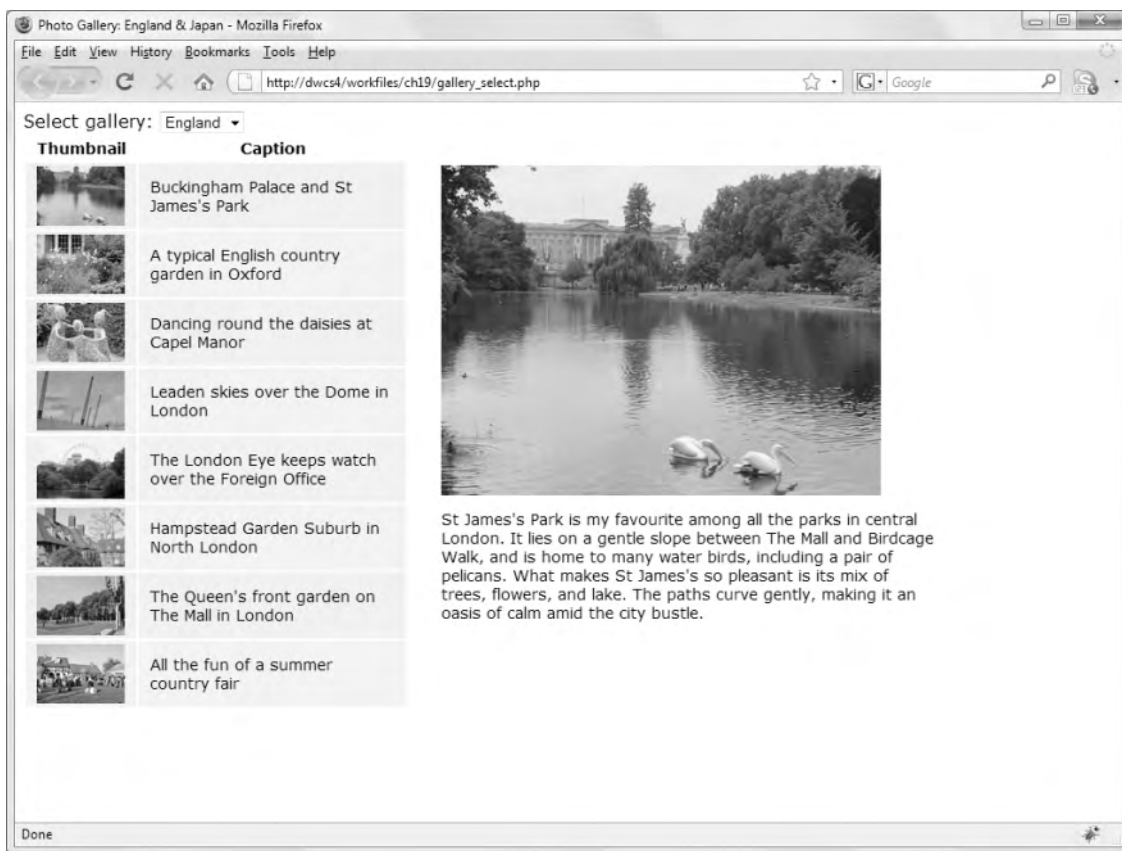 Photo Gallery: England & Japan - Mozilla Firefox
File Edit View History Bookmarks Tools Help
http://dwcs4/workfiles/ch19/gallery_select.php
G Google
Select gallery: England
Thumbnail Caption
Buckingham Palace and St
James's Park
A typical English country
garden in Oxford
Dancing round the daisies at
Capel Manor
Leaden skies over the Dome in
London
The London Eye keeps watch
over the Foreign Office
Hampstead Garden Suburb in
North London
The Queen's front garden on
The Mall in London
All the fun of a summer
country fair
St James's Park is my favourite among all the parks in central
London. It lies on a gentle slope between The Mall and Birdcage
Walk, and is home to many water birds, including a pair of
pelicans. What makes St James's so pleasant is its mix of
trees, flowers, and lake. The paths curve gently, making it an
oasis of calm amid the city bustle.
Done